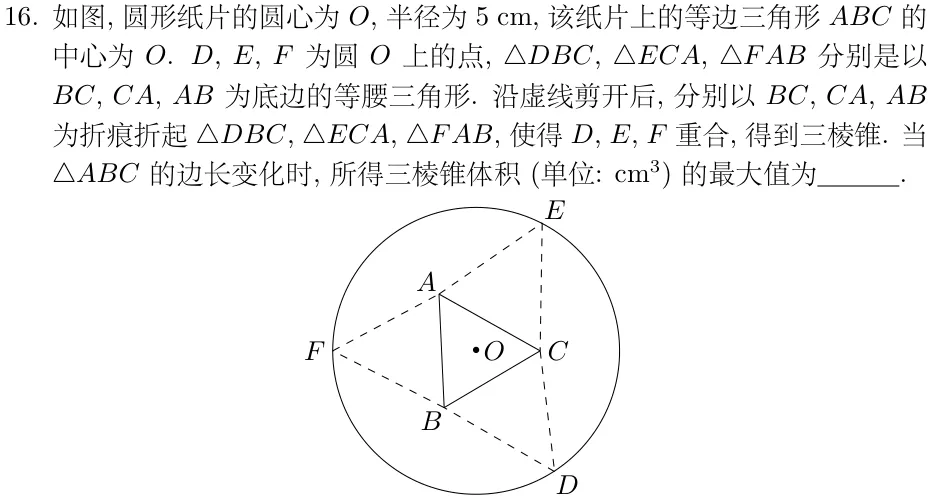 16. 如图, 圆形纸片的圆心为 O, 半径为 5 cm, 该纸片上的等边三角形 ABC 的
中心为 O. D, E, F 为圆 O 上的点, △DBC, △ECA, △FAB 分别是以
BC, CA, AB 为底边的等腰三角形. 沿虚线剪开后, 分别以 BC, CA, AB
为折痕折起 △DBC, △ECA, △FAB, 使得 D, E, F 重合, 得到三棱锥. 当
△ABC 的边长变化时, 所得三棱锥体积 (单位: cm³) 的最大值为______.
E
A
F
O
C
B
D